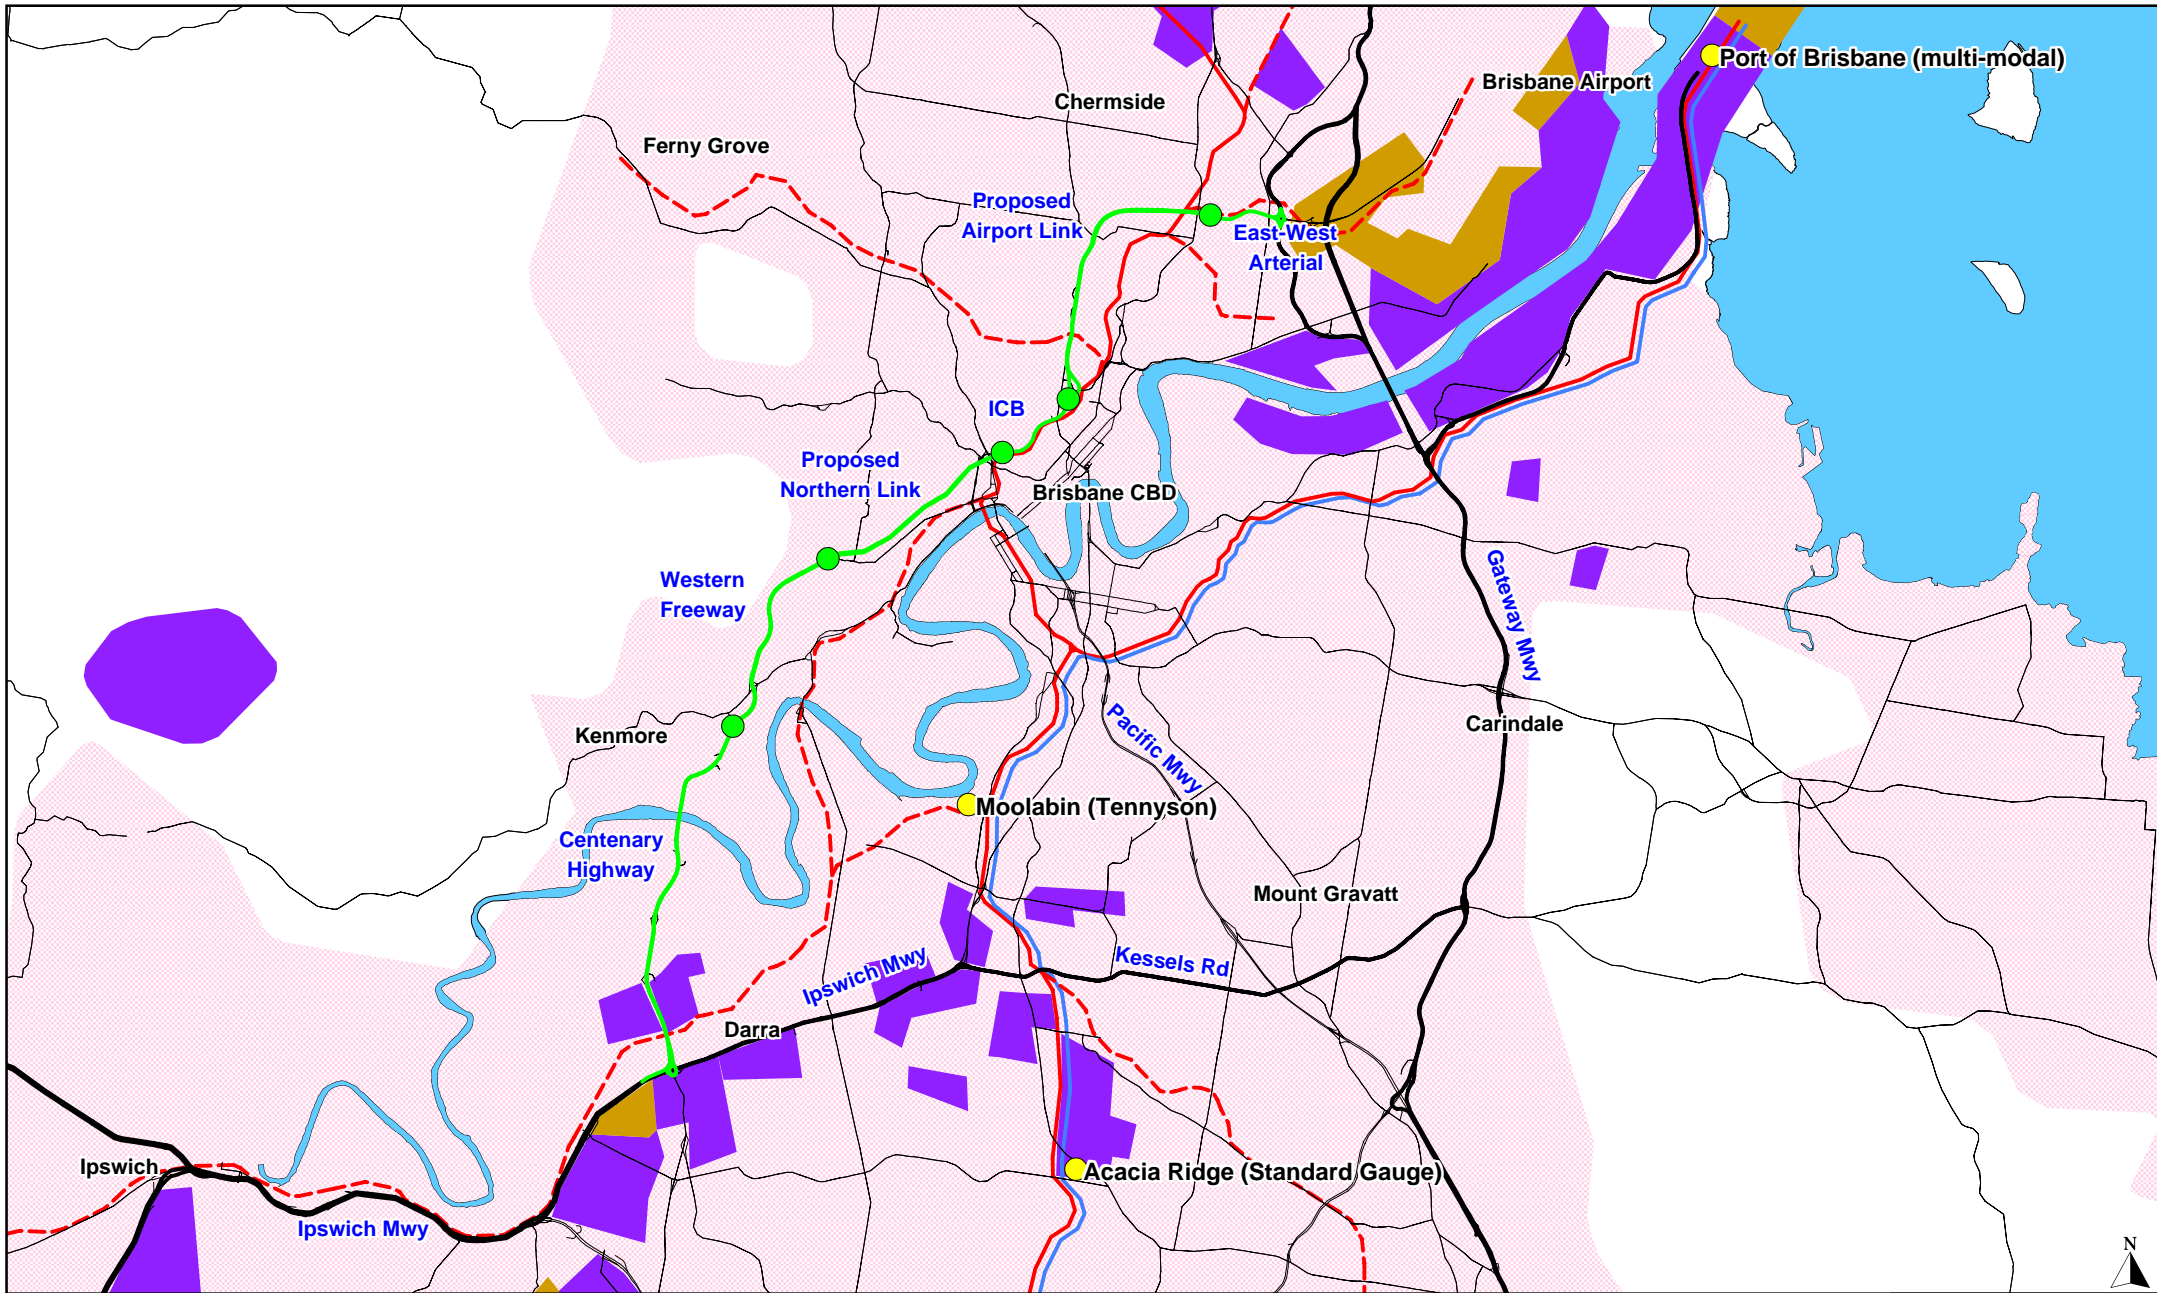 Port of Brisbane (multi-modal)
Brisbane Airport
Chermside
Ferny Grove
Proposed
Airport Link
East-West
Arterial
ICB
Proposed
Northern Link
Brisbane CBD
Western
Freeway
Gateway Mwy
Kenmore
Pacific Mwy
Carindale
Moolabin (Tennyson)
Centenary
Highway
Mount Gravatt
Ipswich Mwy
Kessels Rd
Darra
Ipswich
Acacia Ridge (Standard Gauge)
Ipswich Mwy
N